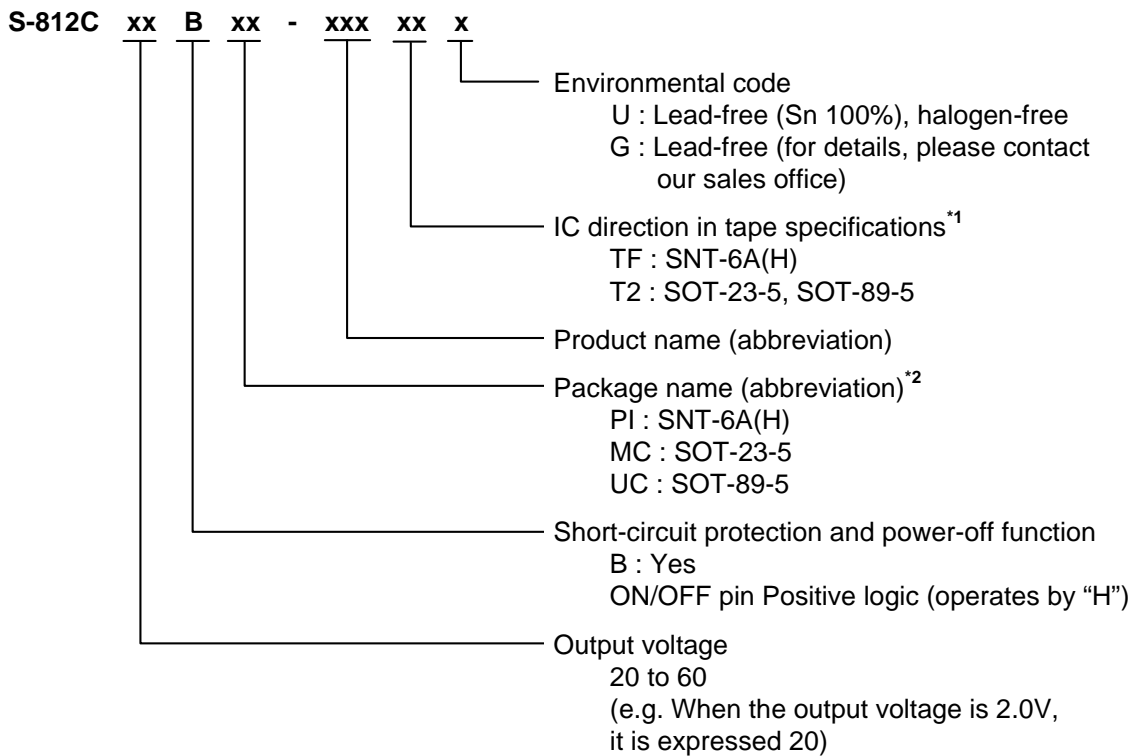 S-812C xx B xx - xxx xx x
Environmental code
U : Lead-free (Sn 100%), halogen-free
G : Lead-free (for details, please contact
our sales office)
IC direction in tape specifications*1
TF : SNT-6A(H)
T2 : SOT-23-5, SOT-89-5
Product name (abbreviation)
Package name (abbreviation)*2
PI : SNT-6A(H)
MC : SOT-23-5
UC : SOT-89-5
Short-circuit protection and power-off function
B : Yes
ON/OFF pin Positive logic (operates by “H”)
Output voltage
20 to 60
(e.g. When the output voltage is 2.0V,
it is expressed 20)